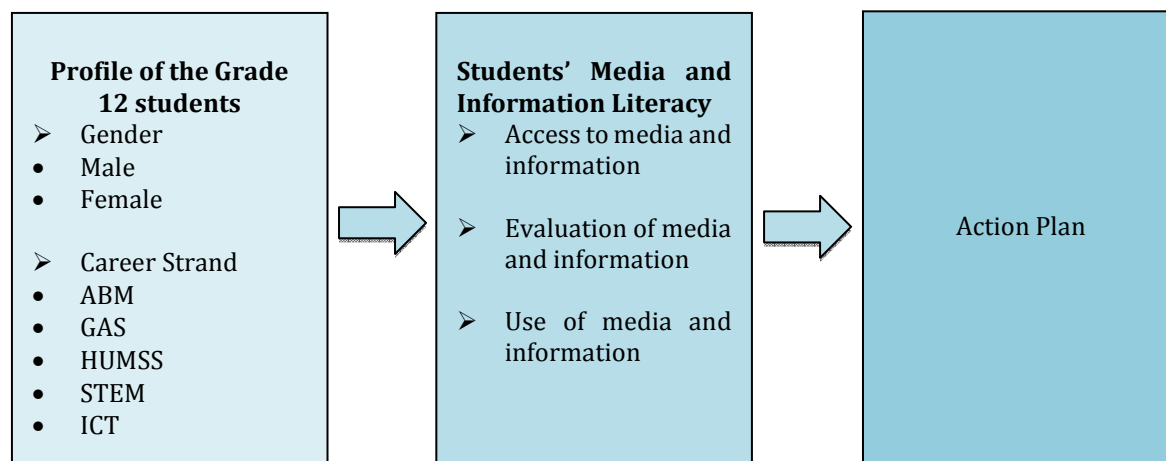 Profile of the Grade
12 students
➢ Gender
• Male
• Female
➢ Career Strand
• ABM
• GAS
• HUMSS
• STEM
• ICT
Students’ Media and
Information Literacy
➢ Access to media and
information
➢ Evaluation of media
and information
➢ Use of media and
information
Action Plan